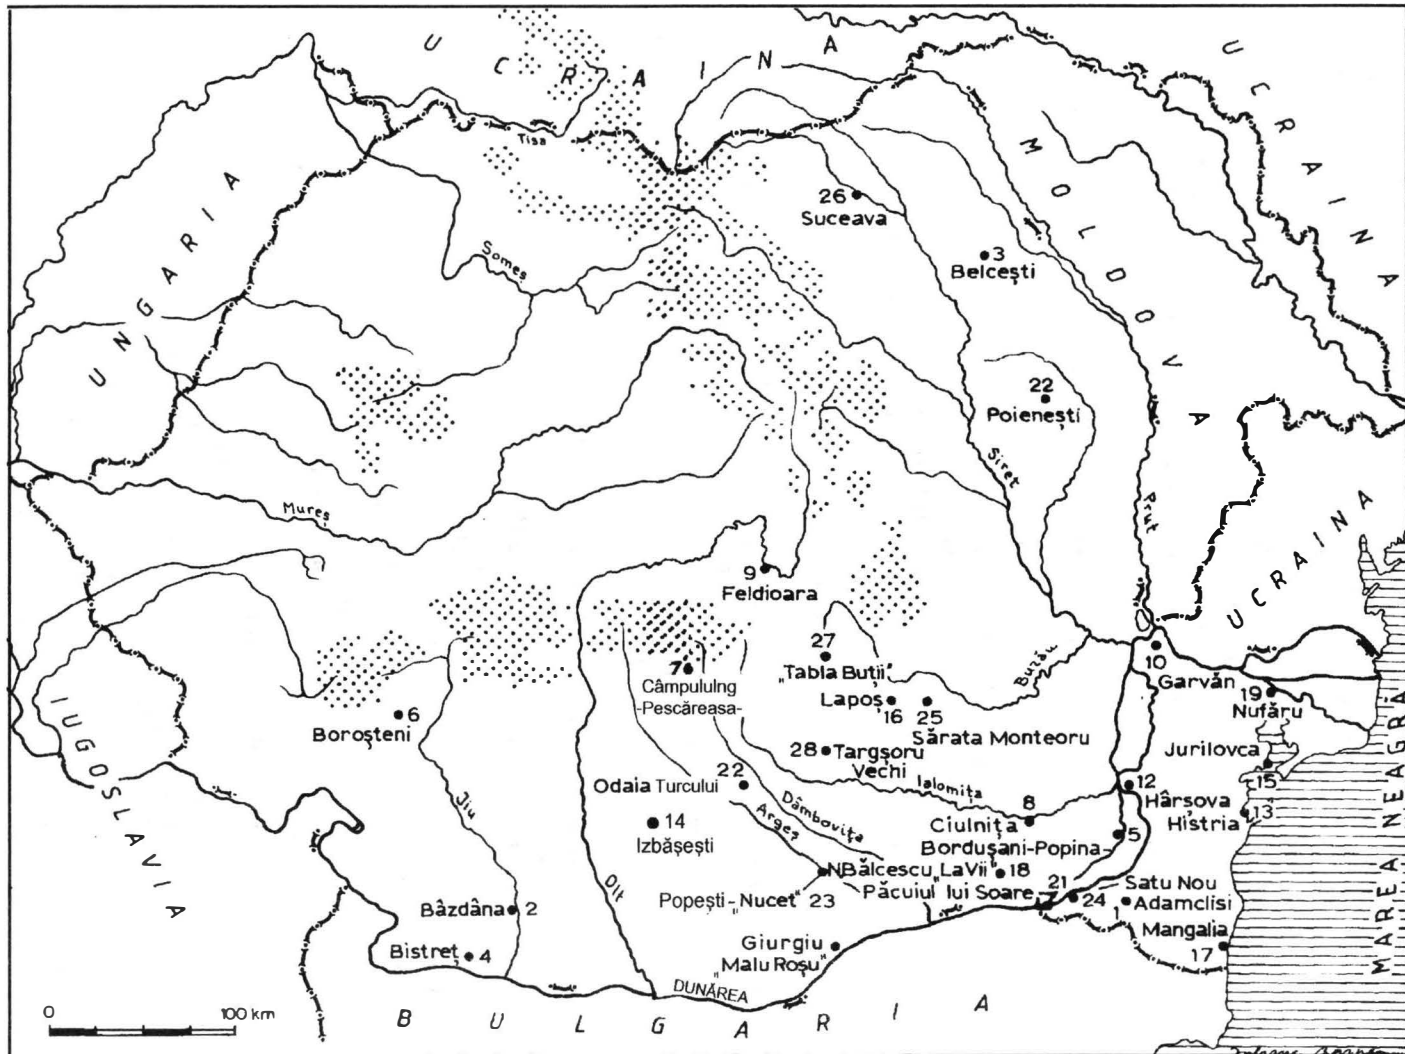 UCRAINA
UCRAINA
Tisa
UNGARIA
MOLDOVA
26
Suceava
3
Belcești
Someș
22
Poienești
Siret
Prut
Mureș
UCRAINA
9
Feldioara
27
„Tabla Buții"
Buzău
10
Garvăn
7
Câmpululng
-Pescăreasa-
Lapoș
16
25
Sărata Monteoru
19
Nufăru
6
Boroșteni
IUGOSLAVIA
28
Targșoru
Vechi
Jurilovca
15
Odaia Turcului
22
Ialomița
12
Hârșova
Jiu
Dâmbovița
Argeș
8
Ciulnița
Histria
13
14
Izbășești
Bordușani-Popina-
5
Olt
N.Bălcescu „La Vii"
18
Popești-„Nucet"
23
Păcuiul lui Soare
21
24
Satu Nou
Adamclisi
1
Bâzdâna
2
Mangalia
17
Bistreț
4
Giurgiu
„Malu Roșu"
DUNĂREA
MAREA NEAGRA
0
100 km
BULGARIA